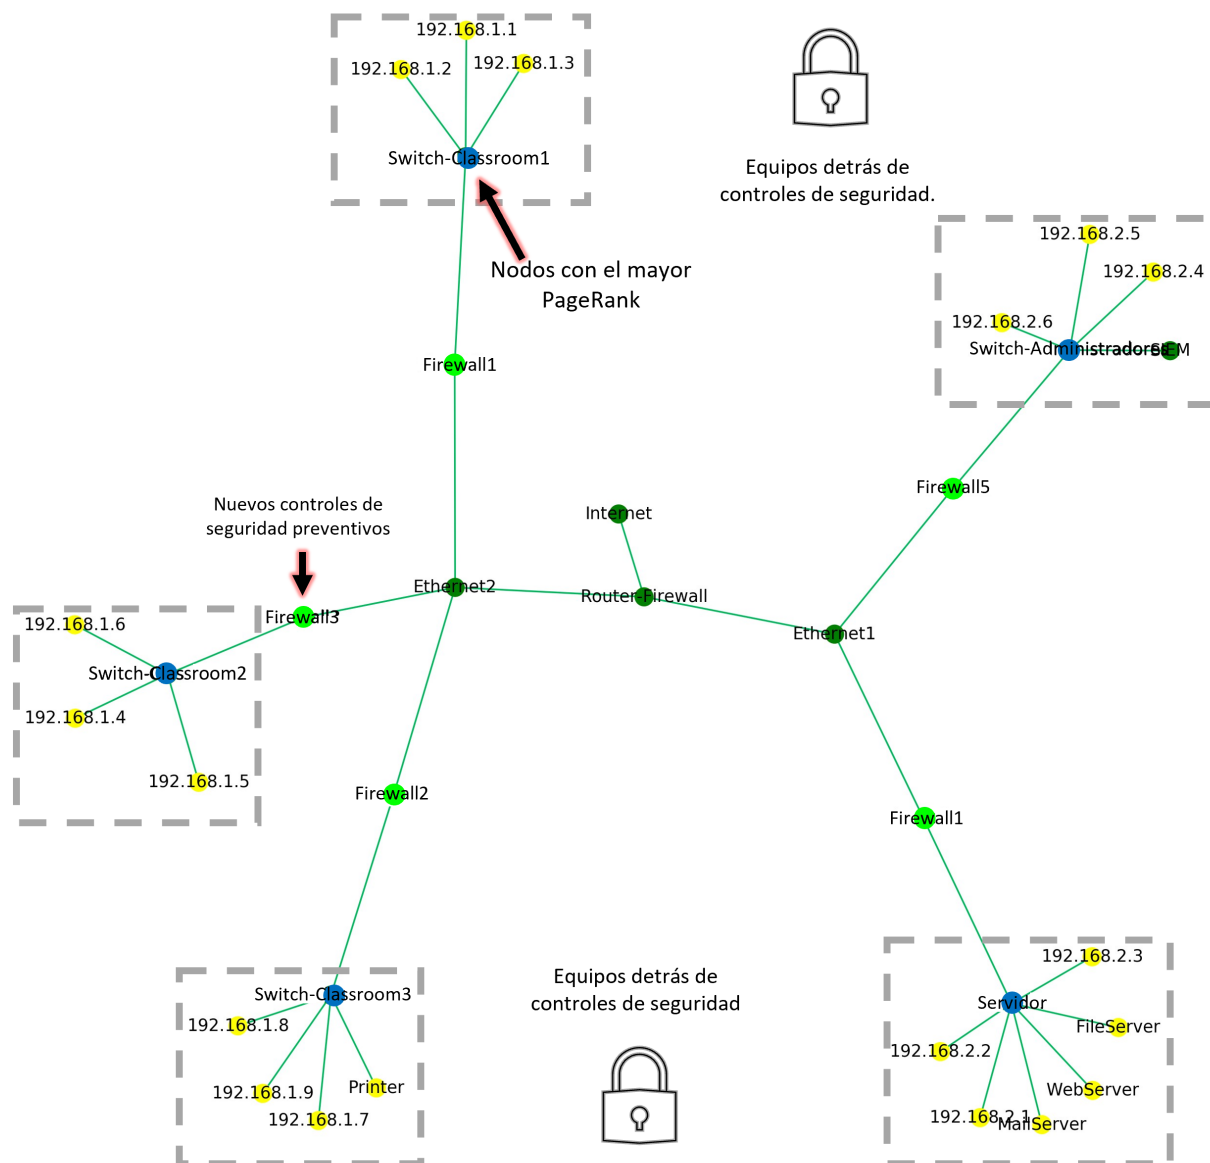 192.168.1.1
192.168.1.2
192.168.1.3
Switch-Classroom1
Equipos detrás de
controles de seguridad.
Nodos con el mayor
PageRank
192.168.2.5
192.168.2.4
192.168.2.6
Switch-Administradores
SIEM
Firewall1
Firewall5
Nuevos controles de
seguridad preventivos
Internet
Ethernet2
Router-Firewall
Firewall3
Ethernet1
192.168.1.6
Switch-Classroom2
192.168.1.4
192.168.1.5
Firewall2
Firewall1
Equipos detrás de
controles de seguridad
Switch-Classroom3
192.168.1.8
192.168.1.9
Printer
192.168.1.7
192.168.2.3
Servidor
FileServer
192.168.2.2
WebServer
192.168.2.1
MailServer